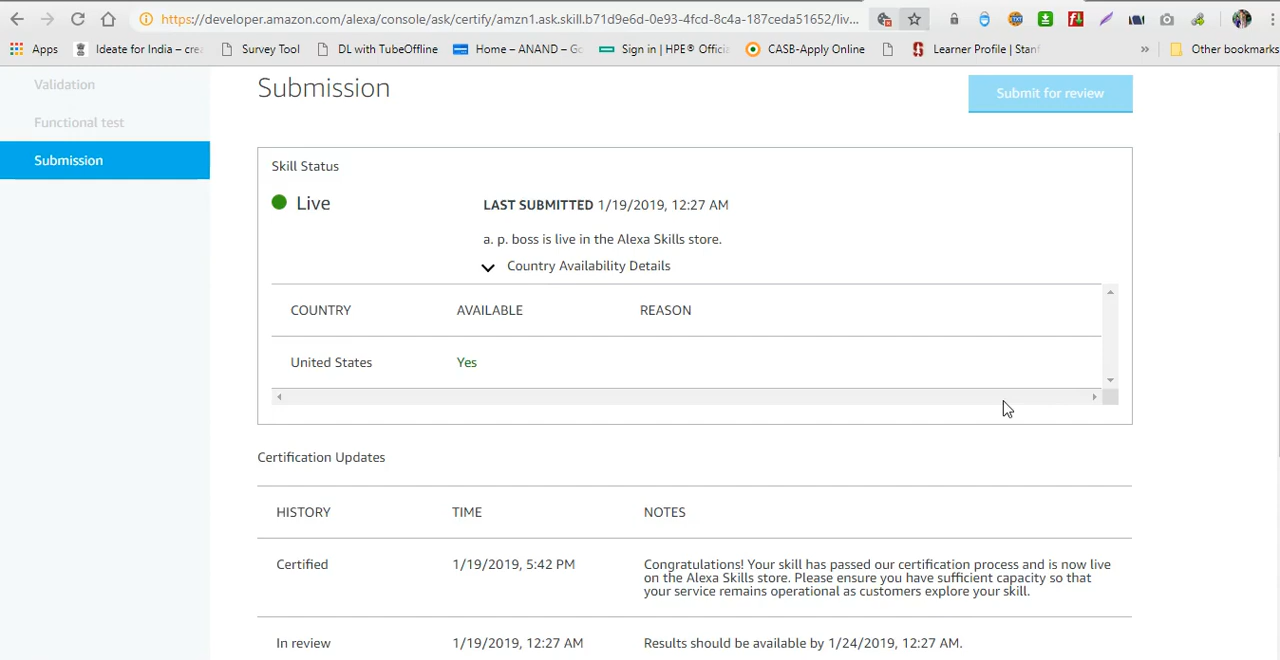 https://developer.amazon.com/alexa/console/ask/certify/amzn1.ask.skill.b71d9e6d-0e93-4fcd-8c4a-187ceda51652/liv...
Apps Ideate for India – cre Survey Tool DL with TubeOffline Home – ANAND – Go Sign in | HPE® Offici CASB-Apply Online Learner Profile | Stanf » Other bookmarks
Validation
Submission
Submit for review
Functional test
Submission
Skill Status
Live
LAST SUBMITTED 1/19/2019, 12:27 AM
a. p. boss is live in the Alexa Skills store.
Country Availability Details
COUNTRY AVAILABLE REASON
United States Yes
Certification Updates
HISTORY TIME NOTES
Certified 1/19/2019, 5:42 PM Congratulations! Your skill has passed our certification process and is now live
on the Alexa Skills store. Please ensure you have sufficient capacity so that
your service remains operational as customers explore your skill.
In review 1/19/2019, 12:27 AM Results should be available by 1/24/2019, 12:27 AM.